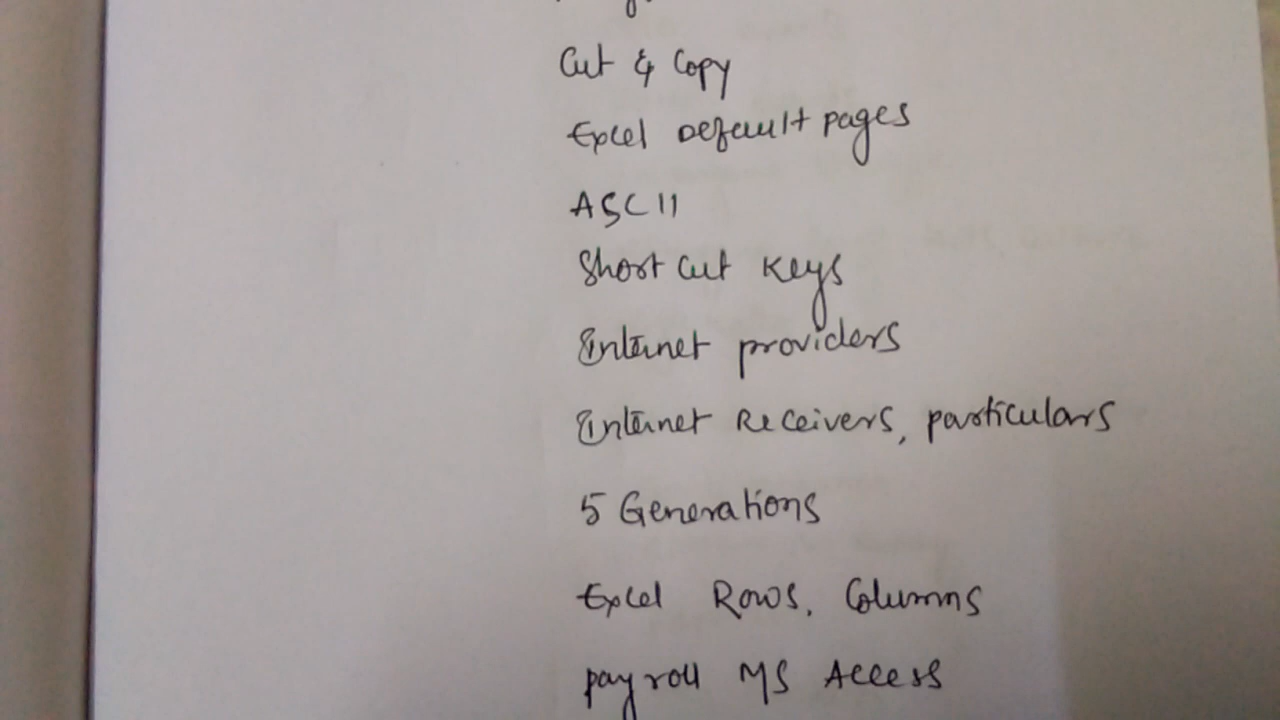 Cut & Copy
Excel Default pages
ASCII
Short cut keys
Internet providers
Internet Receivers, particulars
5 Generations
Excel Rows, Columns
payroll MS Access